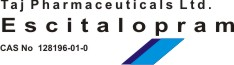 Taj Pharmaceuticals Ltd.
Escitalopram
CAS No 128196-01-0